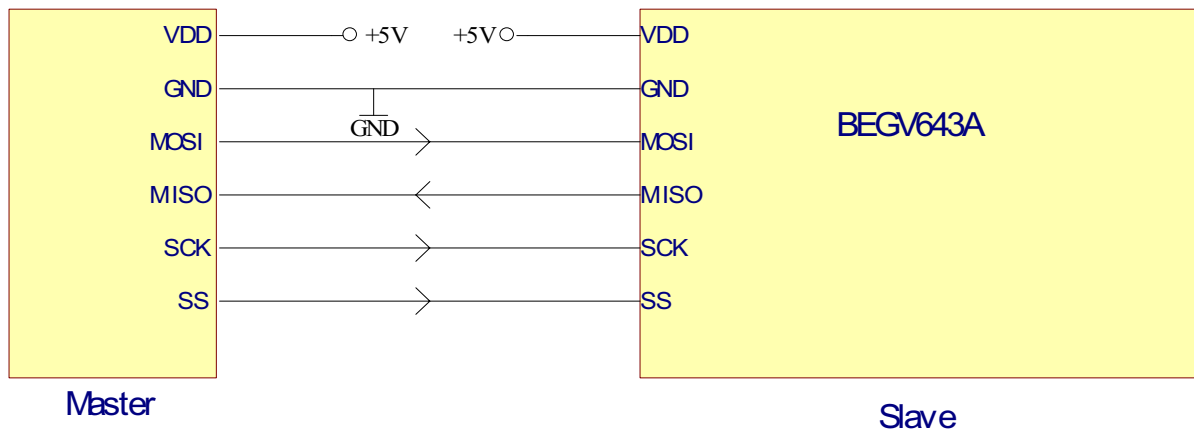 VDD +5V +5V VDD
GND GND
GND
BEGV643A
MOSI MOSI
MISO MISO
SCK SCK
SS SS
Master
Slave